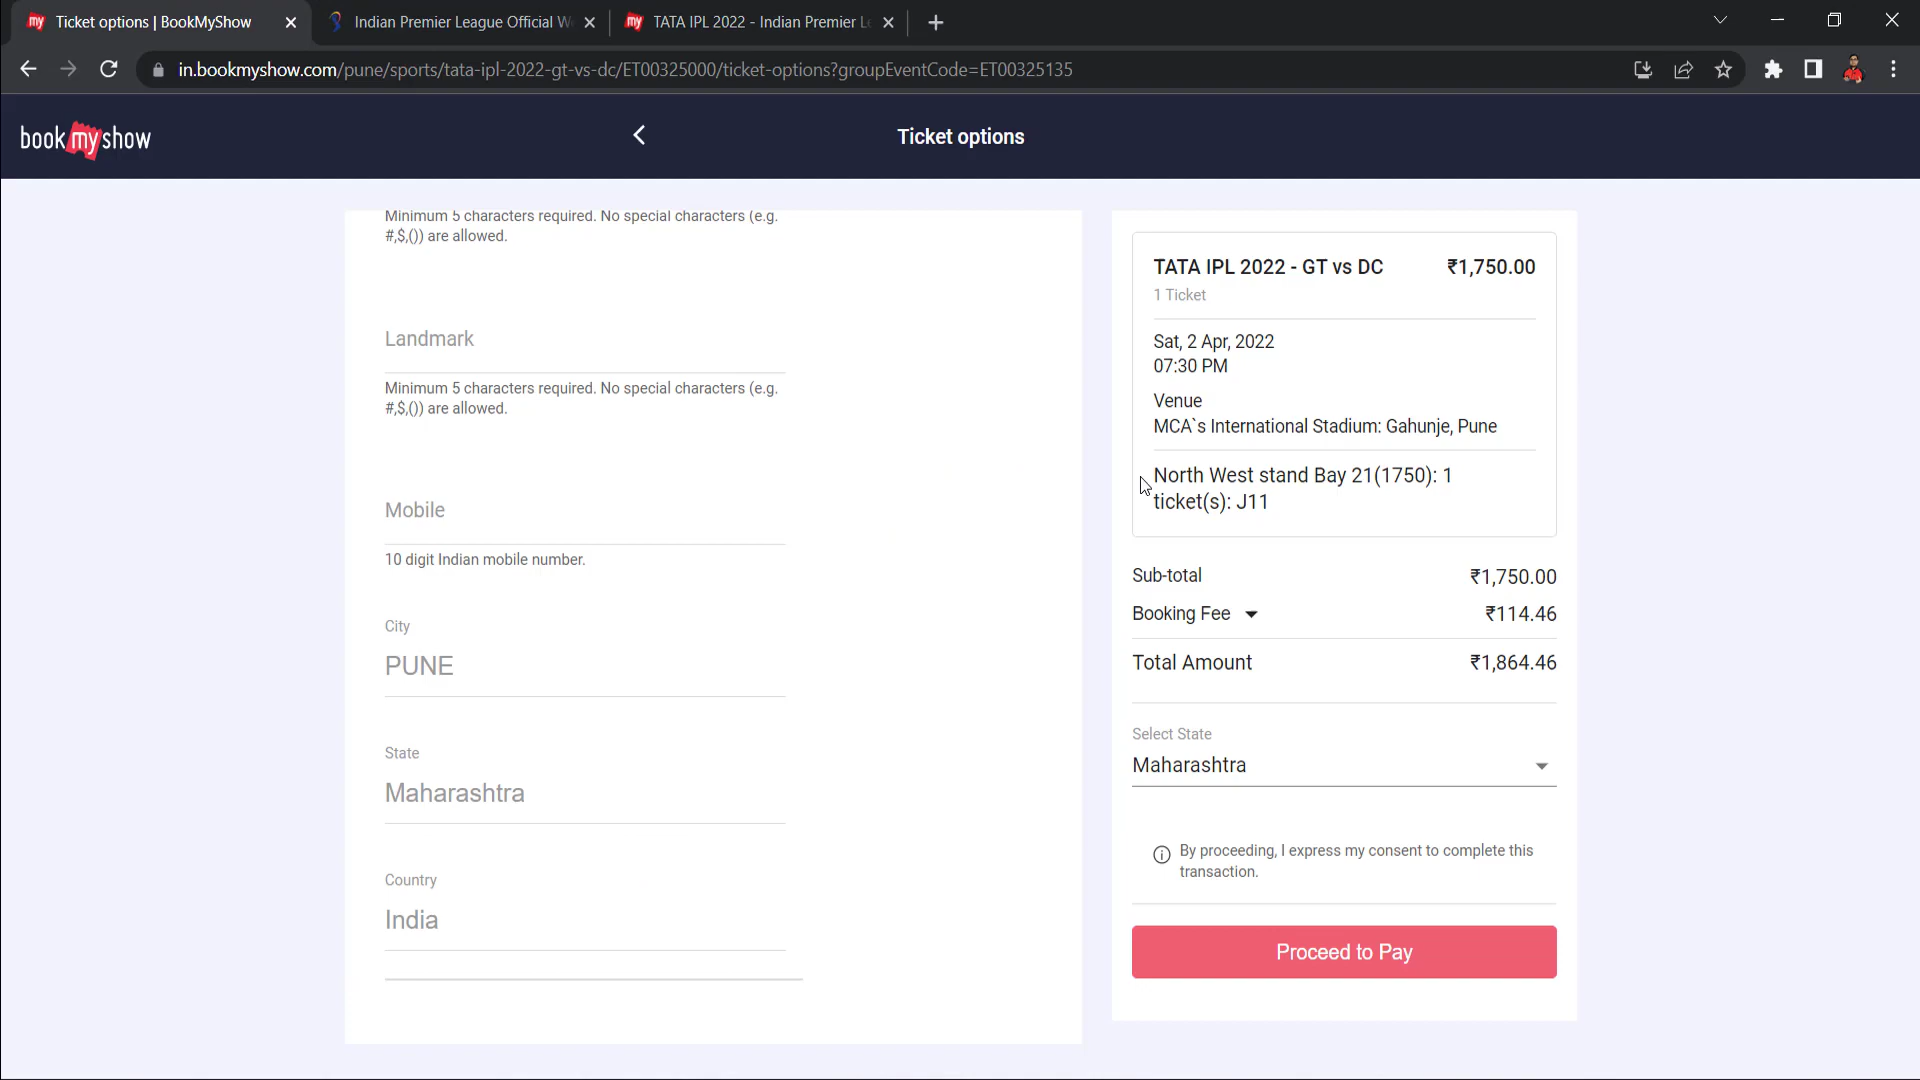 Ticket options | BookMyShow
Indian Premier League Official W
TATA IPL 2022 - Indian Premier L
in.bookmyshow.com/pune/sports/tata-ipl-2022-gt-vs-dc/ET00325000/ticket-options?groupEventCode=ET00325135
book my show
Ticket options
Minimum 5 characters required. No special characters (e.g.
#,$,()) are allowed.
Landmark
Minimum 5 characters required. No special characters (e.g.
#,$,()) are allowed.
Mobile
10 digit Indian mobile number.
City
PUNE
State
Maharashtra
Country
India
TATA IPL 2022 - GT vs DC ₹1,750.00
1 Ticket
Sat, 2 Apr, 2022
07:30 PM
Venue
MCA`s International Stadium: Gahunje, Pune
North West stand Bay 21(1750): 1
ticket(s): J11
Sub-total ₹1,750.00
Booking Fee ₹114.46
Total Amount ₹1,864.46
Select State
Maharashtra
By proceeding, I express my consent to complete this
transaction.
Proceed to Pay